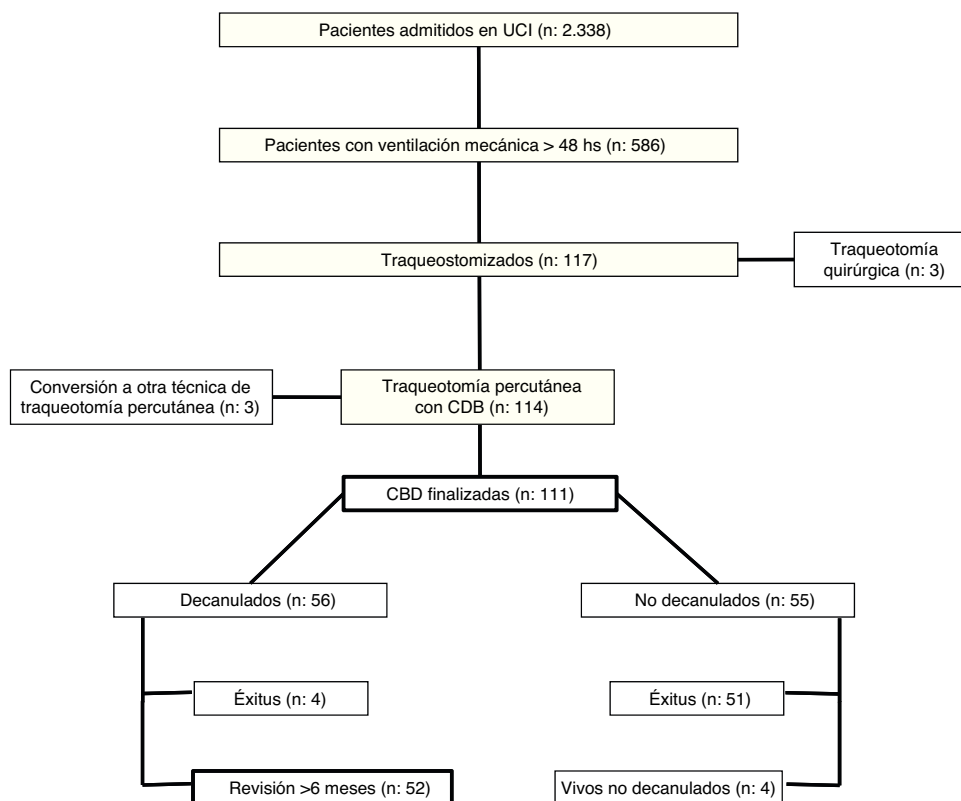 Pacientes admitidos en UCI (n: 2.338)
Pacientes con ventilación mecánica > 48 hs (n: 586)
Traqueostomizados (n: 117)
Traqueotomía
quirúrgica (n: 3)
Conversión a otra técnica de
traqueotomía percutánea (n: 3)
Traqueotomía percutánea
con CDB (n: 114)
CBD finalizadas (n: 111)
Decanulados (n: 56)
No decanulados (n: 55)
Éxitus (n: 4)
Éxitus (n: 51)
Revisión >6 meses (n: 52)
Vivos no decanulados (n: 4)